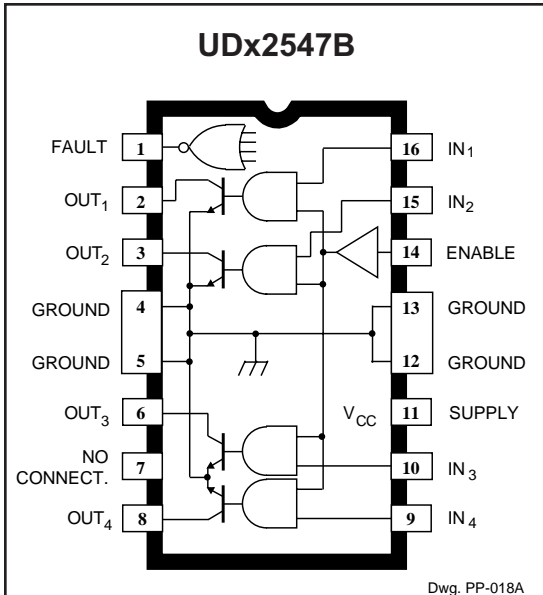 UDx2547B
FAULT 1
16 IN1
OUT1 2
15 IN2
OUT2 3
14 ENABLE
GROUND 4
13 GROUND
GROUND 5
12 GROUND
OUT3 6
VCC 11 SUPPLY
NO CONNECT. 7
10 IN3
OUT4 8
9 IN4
Dwg. PP-018A